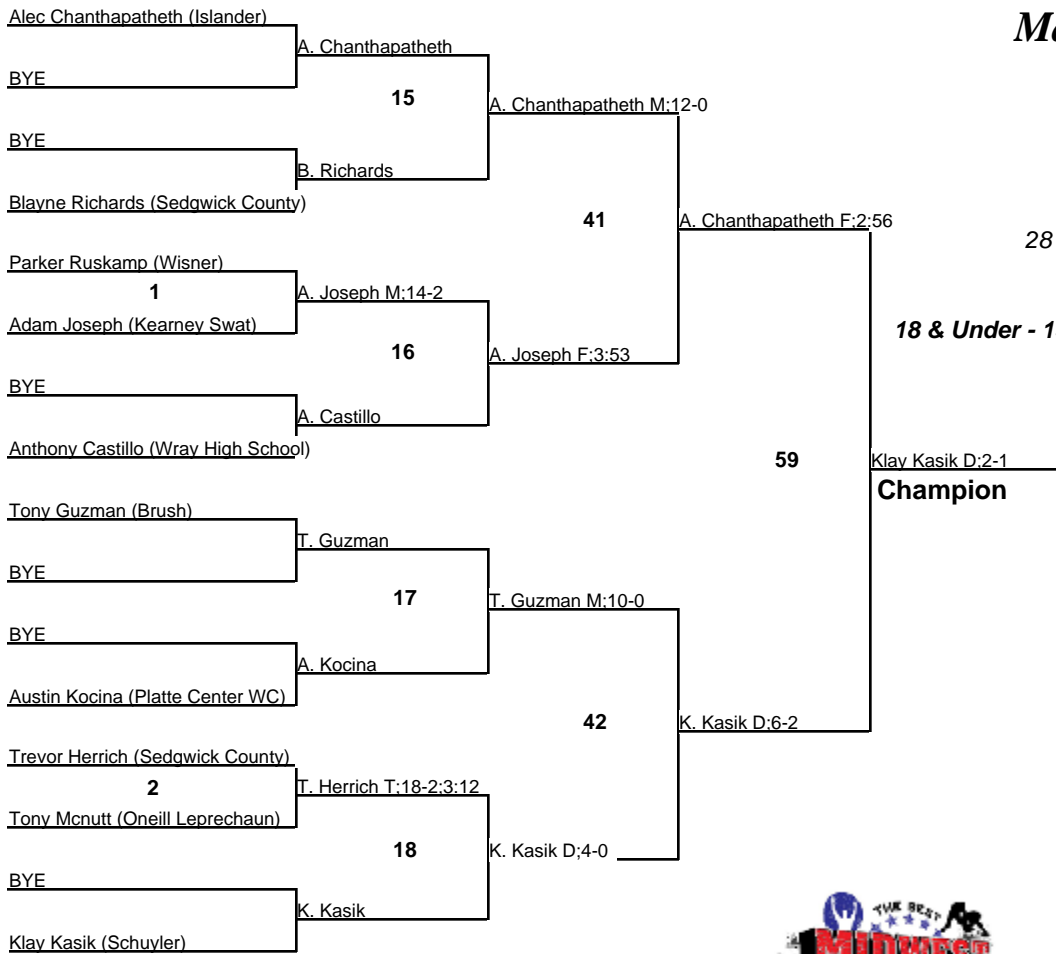 Alec Chanthapatheth (Islander)
A. Chanthapatheth
BYE
15
A. Chanthapatheth M;12-0
BYE
B. Richards
Blayne Richards (Sedgwick County)
41
A. Chanthapatheth F;2:56
Parker Ruskamp (Wisner)
1
A. Joseph M;14-2
Adam Joseph (Kearney Swat)
16
A. Joseph F;3:53
BYE
A. Castillo
Anthony Castillo (Wray High School)
59
Klay Kasik D;2-1
Champion
Tony Guzman (Brush)
T. Guzman
BYE
17
T. Guzman M;10-0
BYE
A. Kocina
Austin Kocina (Platte Center WC)
42
K. Kasik D;6-2
Trevor Herrich (Sedgwick County)
2
T. Herrich T;18-2;3:12
Tony Mcnutt (Oneill Leprechaun)
18
K. Kasik D;4-0
BYE
K. Kasik
Klay Kasik (Schuyler)
28
18 & Under - 1
THE BEST
MIDWEST